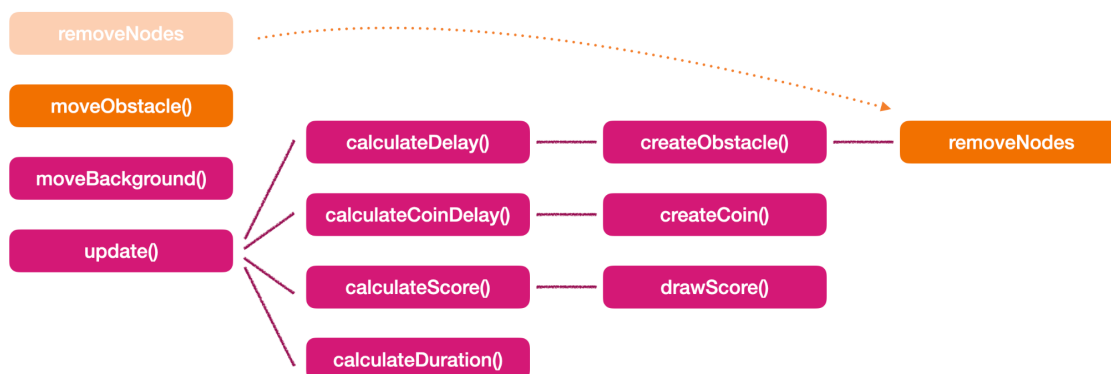 removeNodes
moveObstacle()
calculateDelay()
createObstacle()
removeNodes
moveBackground()
calculateCoinDelay()
createCoin()
update()
calculateScore()
drawScore()
calculateDuration()